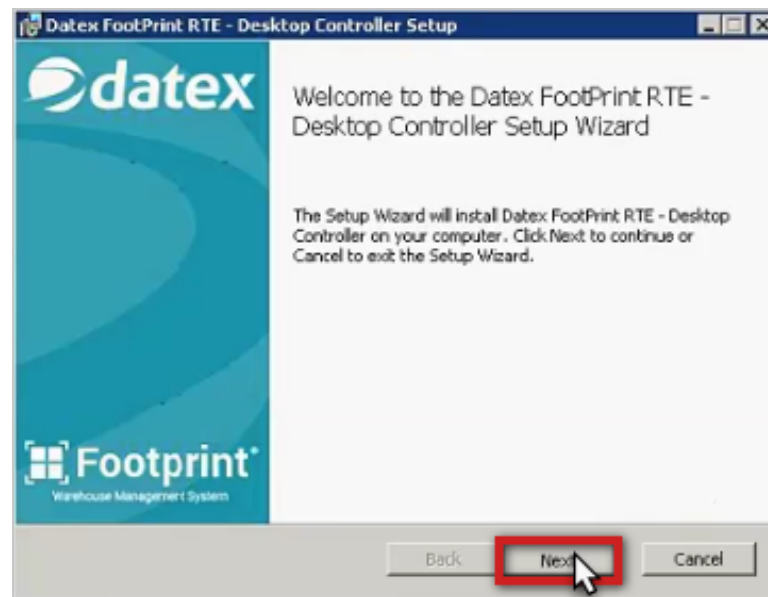 Datex FootPrint RTE - Desktop Controller Setup
datex
Welcome to the Datex FootPrint RTE -
Desktop Controller Setup Wizard
The Setup Wizard will install Datex FootPrint RTE - Desktop
Controller on your computer. Click Next to continue or
Cancel to exit the Setup Wizard.
Footprint
Warehouse Management System
Back
Next
Cancel